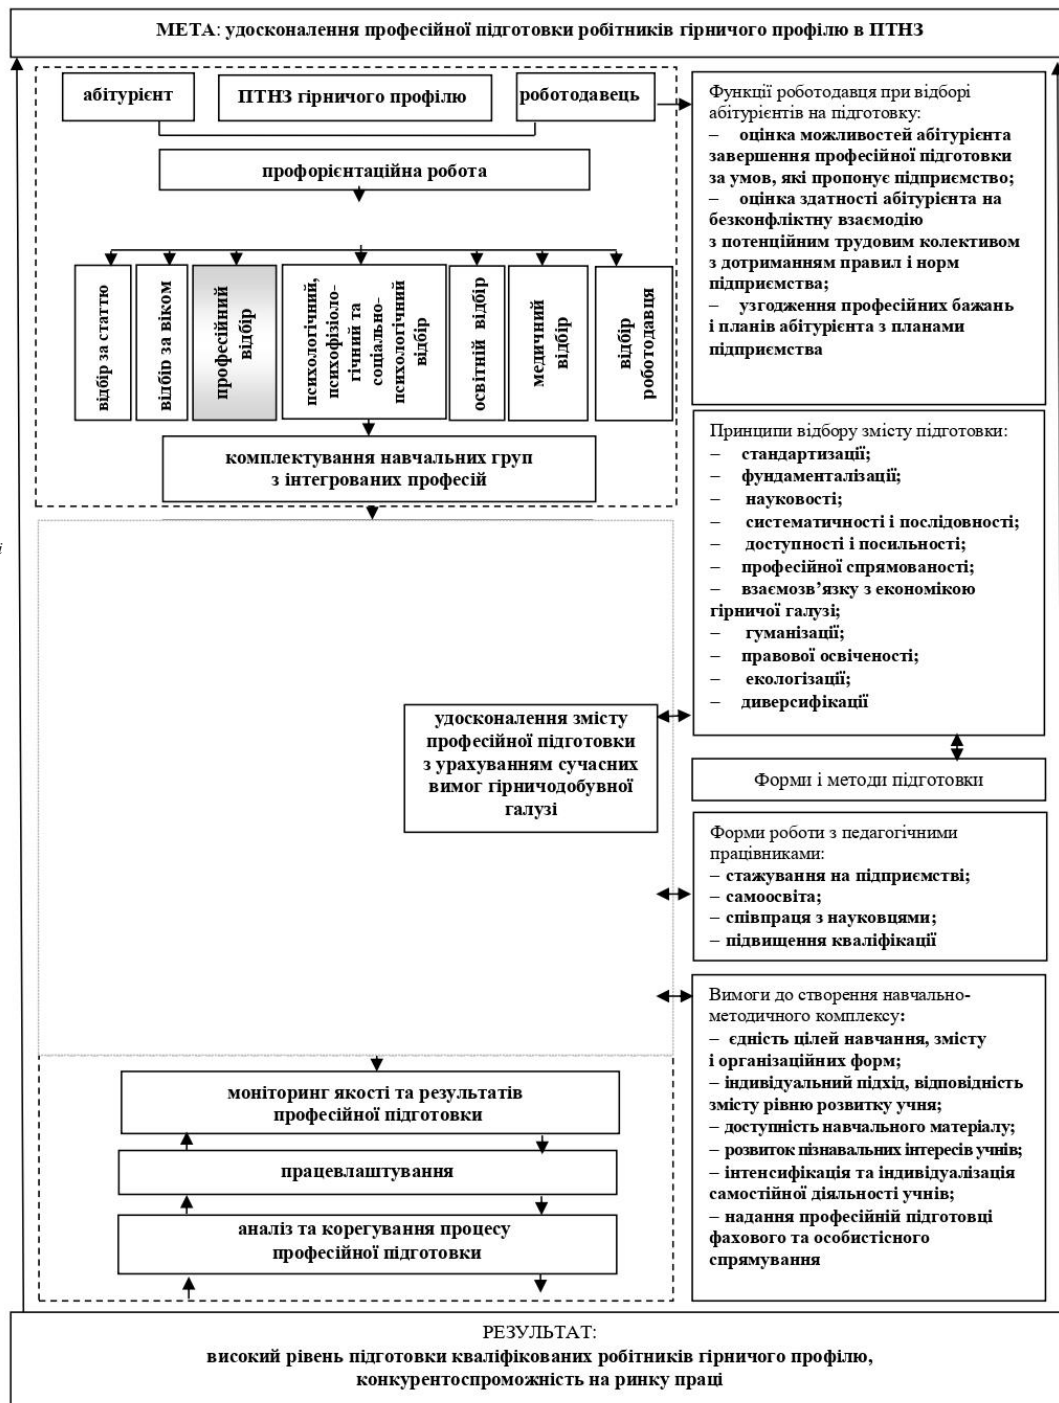 МЕТА: удосконалення професійної підготовки робітників гірничого профілю в ПТНЗ
абітурієнт
ПТНЗ гірничого профілю
роботодавець
профорієнтаційна робота
відбір за статтю
відбір за віком
професійний
відбір
психологічний,
психофізіоло-
гічний та
соціально-
психологічний
відбір
освітній відбір
медичний
відбір
відбір
роботодавця
комплектування навчальних груп
з інтегрованих професій
ї
удосконалення змісту
професійної підготовки
з урахуванням сучасних
вимог гірничодобувної
галузі
моніторинг якості та результатів
професійної підготовки
працевлаштування
аналіз та корегування процесу
професійної підготовки
Функції роботодавця при відборі
абітурієнтів на підготовку:
– оцінка можливостей абітурієнта
завершення професійної підготовки
за умов, які пропонує підприємство;
– оцінка здатності абітурієнта на
безконфліктну взаємодію
з потенційним трудовим колективом
з дотриманням правил і норм
підприємства;
– узгодження професійних бажань
і планів абітурієнта з планами
підприємства
Принципи відбору змісту підготовки:
– стандартизації;
– фундаменталізації;
– науковості;
– систематичності і послідовності;
– доступності і посильності;
– професійної спрямованості;
– взаємозв’язку з економікою
гірничої галузі;
– гуманізації;
– правової освіченості;
– екологізації;
– диверсифікації
Форми і методи підготовки
Форми роботи з педагогічними
працівниками:
– стажування на підприємстві;
– самоосвіта;
– співпраця з науковцями;
– підвищення кваліфікації
Вимоги до створення навчально-
методичного комплексу:
– єдність цілей навчання, змісту
і організаційних форм;
– індивідуальний підхід, відповідність
змісту рівню розвитку учня;
– доступність навчального матеріалу;
– розвиток пізнавальних інтересів учнів;
– інтенсифікація та індивідуалізація
самостійної діяльності учнів;
– надання професійній підготовці
фахового та особистісного
спрямування
РЕЗУЛЬТАТ:
високий рівень підготовки кваліфікованих робітників гірничого профілю,
конкурентоспроможність на ринку праці